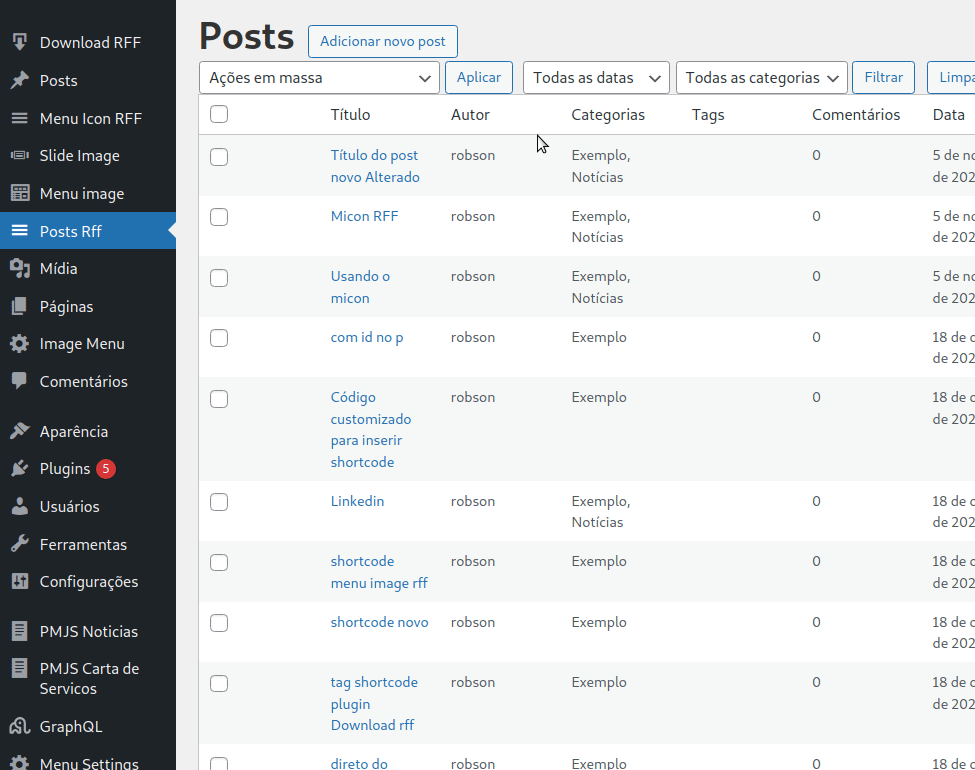 Download RFF
Posts
Menu Icon RFF
Slide Image
Menu image
Posts Rff
Mídia
Páginas
Image Menu
Comentários
Aparência
Plugins 5
Usuários
Ferramentas
Configurações
PMJS Noticias
PMJS Carta de
Servicos
GraphQL
Menu Settings
Posts Adicionar novo post
Ações em massa Aplicar Todas as datas Todas as categorias Filtrar Limpa
Título Autor Categorias Tags Comentários Data
Título do post robson Exemplo, 0 5 de no
novo Alterado Notícias de 202
Micon RFF robson Exemplo, 0 5 de no
Notícias de 202
Usando o robson Exemplo, 0 5 de no
micon Notícias de 202
com id no p robson Exemplo 0 18 de o
de 202
Código robson Exemplo 0 18 de o
customizado de 202
para inserir
shortcode
Linkedin robson Exemplo, 0 18 de o
Notícias de 202
shortcode robson Exemplo 0 18 de o
menu image rff de 202
shortcode novo robson Exemplo 0 18 de o
de 202
tag shortcode robson Exemplo 0 18 de o
plugin de 202
Download rff
direto do robson Exemplo 0 18 de o